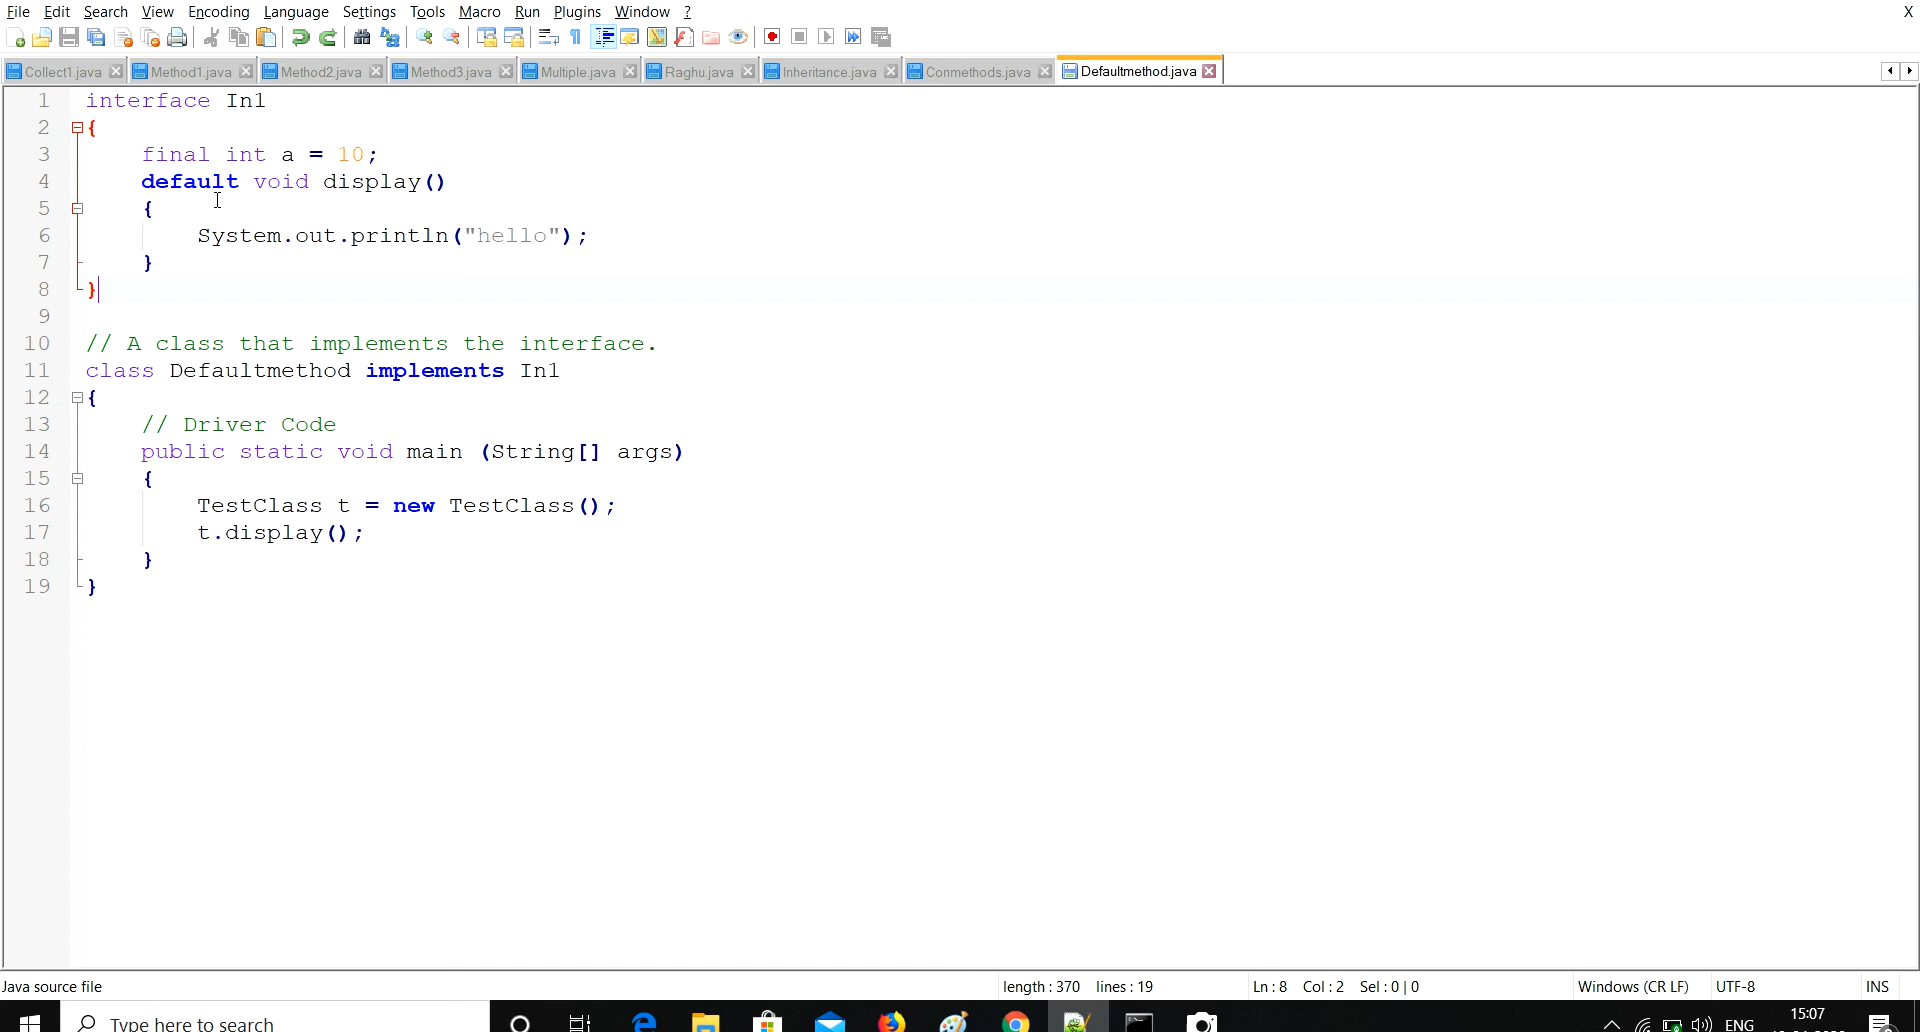 File Edit Search View Encoding Language Settings Tools Macro Run Plugins Window ? X
Collect1.java Method1.java Method2.java Method3.java Multiple.java Raghu.java Inheritance.java Conmethods.java Defaultmethod.java
1 interface In1
2 {
3 final int a = 10;
4 default void display()
5 {
6 System.out.println("hello");
7 }
8 }
9
10 // A class that implements the interface.
11 class Defaultmethod implements In1
12 {
13 // Driver Code
14 public static void main (String[] args)
15 {
16 TestClass t = new TestClass();
17 t.display();
18 }
19 }
Java source file length : 370 lines : 19 Ln : 8 Col : 2 Sel : 0 | 0 Windows (CR LF) UTF-8 INS
Type here to search ENG 15:07